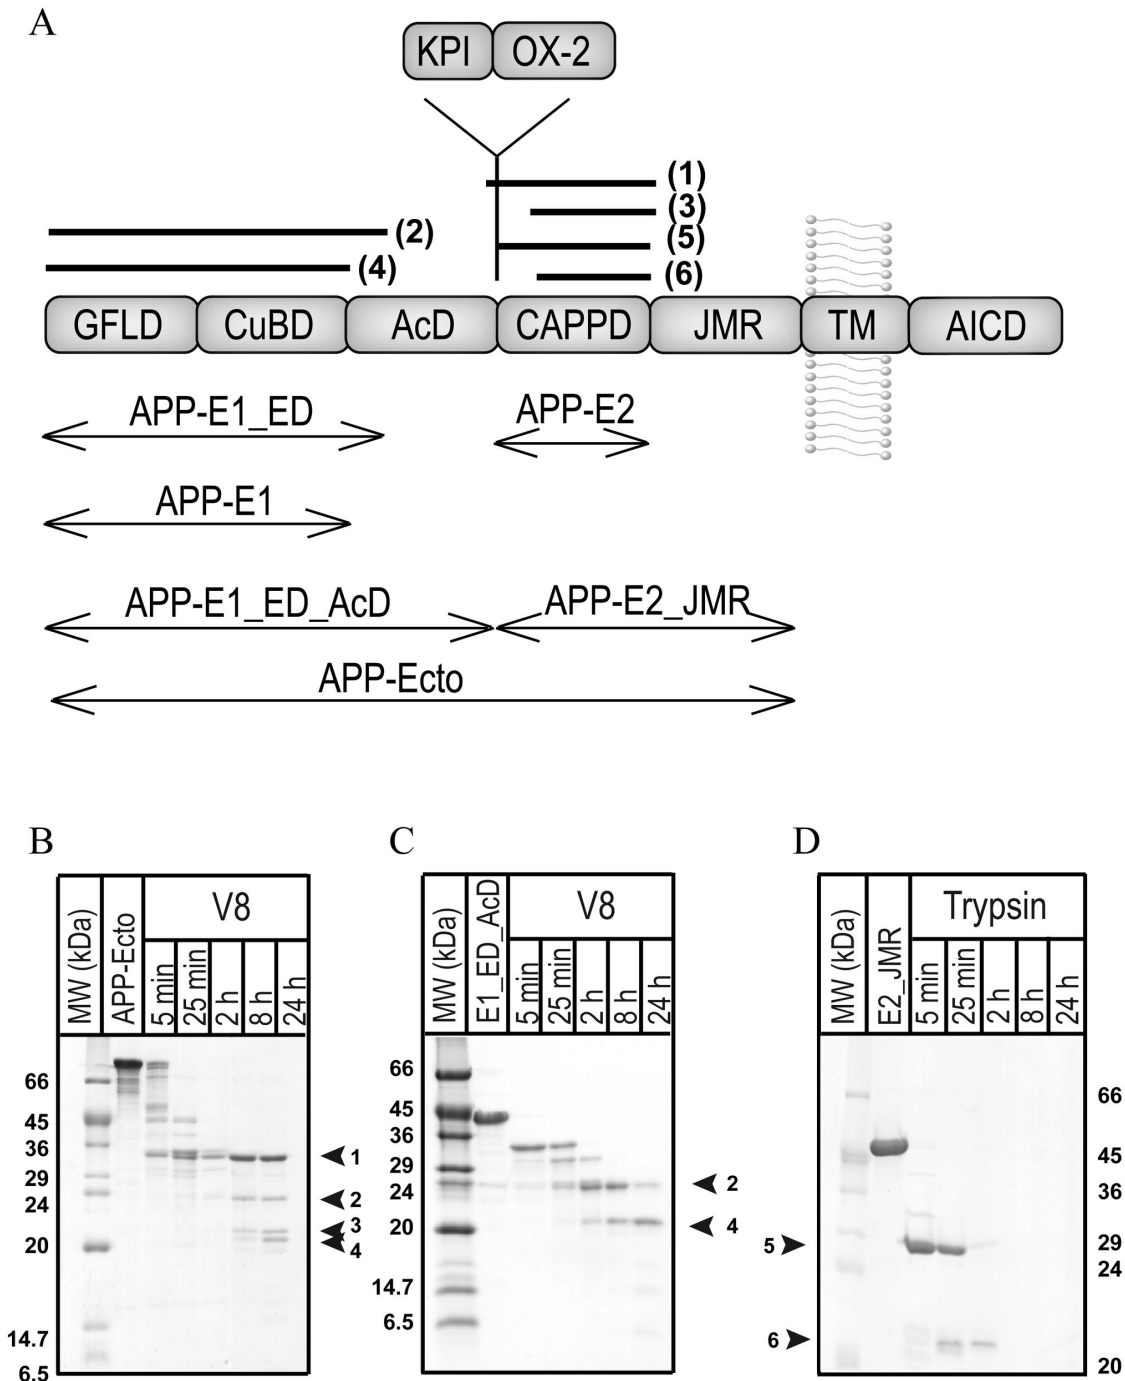 A
KPI OX-2
(1)
(3)
(2)
(5)
(4)
(6)
GFLD CuBD AcD CAPPD JMR TM AICD
APP-E1_ED APP-E2
APP-E1
APP-E1_ED_AcD APP-E2_JMR
APP-Ecto
B
MW (kDa) APP-Ecto V8
5 min 25 min 2 h 8 h 24 h
66
45
36
29
24
20
14.7
6.5
1
2
3
4
C
MW (kDa) E1_ED_AcD V8
5 min 25 min 2 h 8 h 24 h
66
45
36
29
24
20
14.7
6.5
2
4
D
MW (kDa) E2_JMR Trypsin
5 min 25 min 2 h 8 h 24 h
5
6
66
45
36
29
24
20